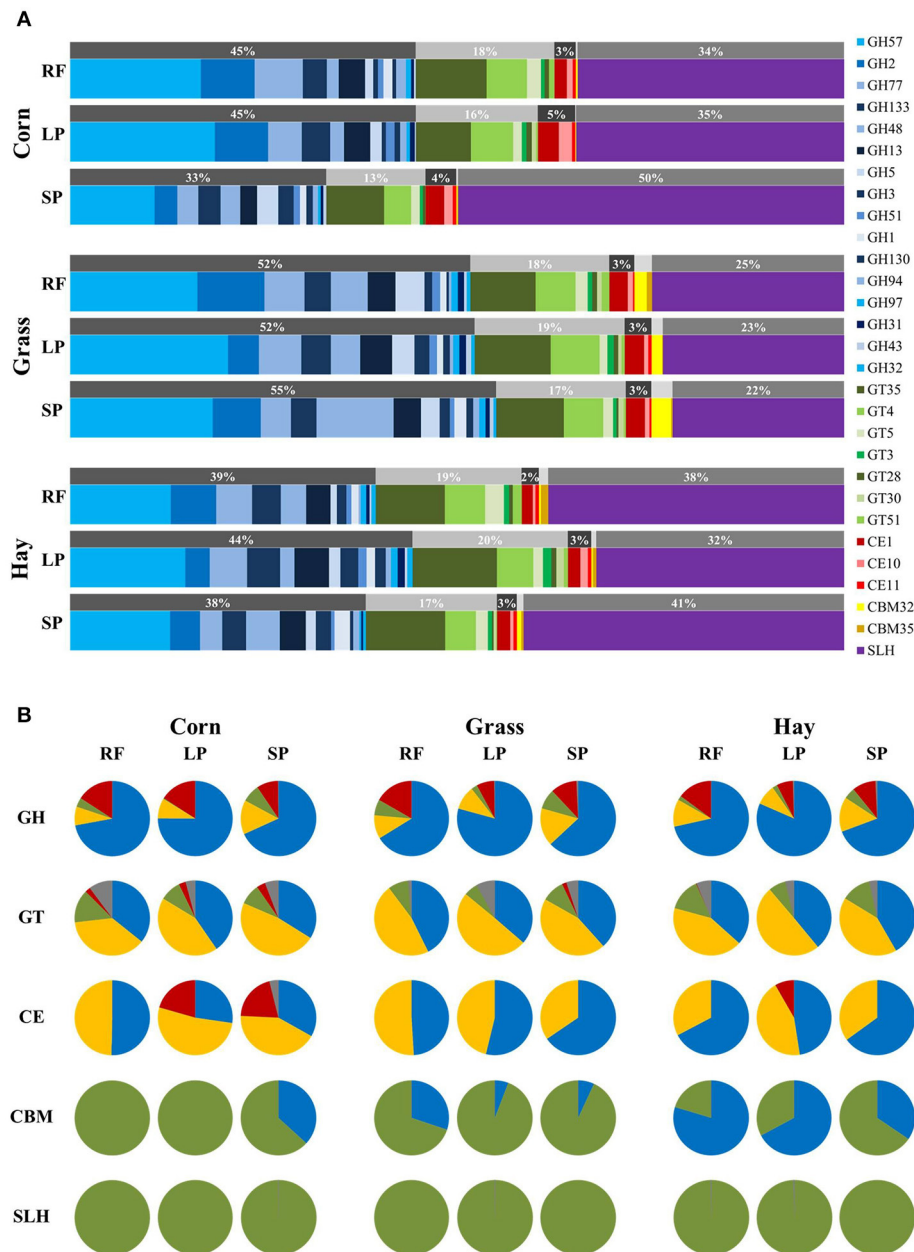 A
Corn
RF
45% 18% 3% 34%
LP
45% 16% 5% 35%
SP
33% 13% 4% 50%
Grass
RF
52% 18% 3% 25%
LP
52% 19% 3% 23%
SP
55% 17% 3% 22%
Hay
RF
39% 19% 2% 38%
LP
44% 20% 3% 32%
SP
38% 17% 3% 41%
GH57
GH2
GH77
GH133
GH48
GH13
GH5
GH3
GH51
GH1
GH130
GH94
GH97
GH31
GH43
GH32
GT35
GT4
GT5
GT3
GT28
GT30
GT51
CE1
CE10
CE11
CBM32
CBM35
SLH
B
Corn Grass Hay
RF LP SP RF LP SP RF LP SP
GH
GT
CE
CBM
SLH